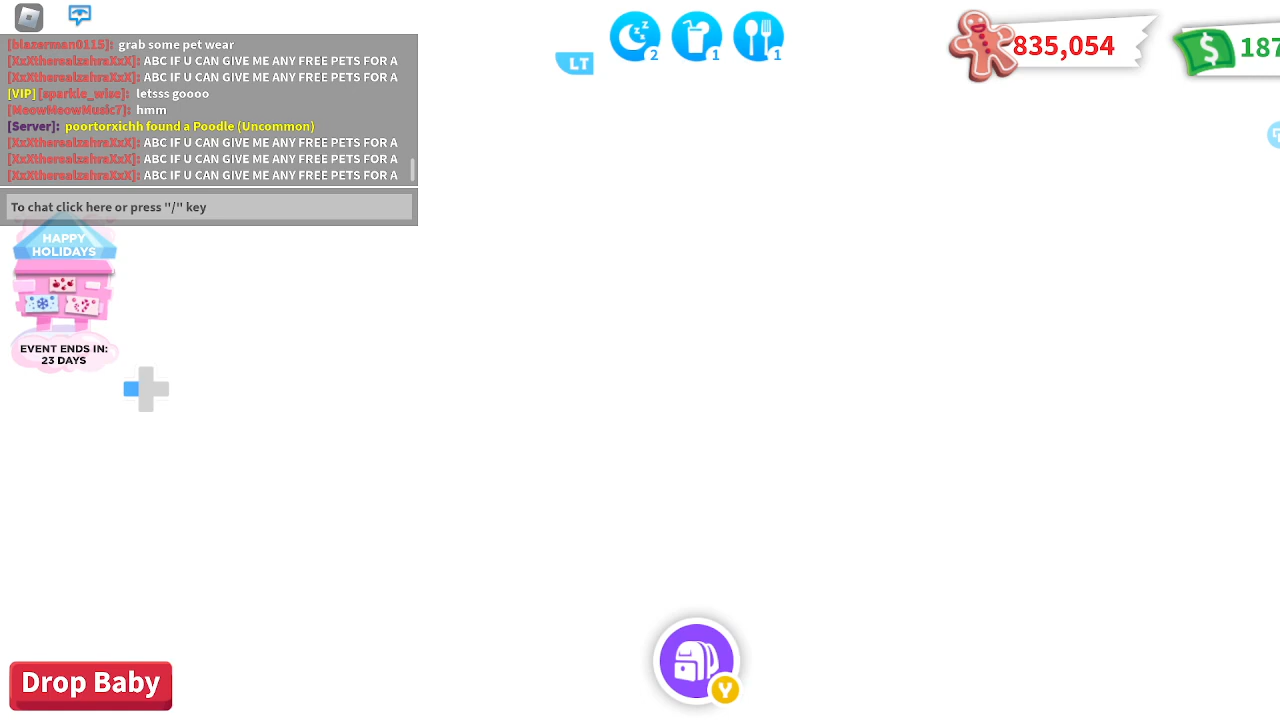 [blazerman0115]: grab some pet wear
[XxXtherealzahraXxX]: ABC IF U CAN GIVE ME ANY FREE PETS FOR A
[XxXtherealzahraXxX]: ABC IF U CAN GIVE ME ANY FREE PETS FOR A
[VIP] [sparkle_wise]: letsss goooo
[MeowMeowMusic7]: hmm
[Server]: poortorxichh found a Poodle (Uncommon)
[XxXtherealzahraXxX]: ABC IF U CAN GIVE ME ANY FREE PETS FOR A
[XxXtherealzahraXxX]: ABC IF U CAN GIVE ME ANY FREE PETS FOR A
[XxXtherealzahraXxX]: ABC IF U CAN GIVE ME ANY FREE PETS FOR A
To chat click here or press "/" key
LT
2
1
1
835,054
187
HAPPY
HOLIDAYS
EVENT ENDS IN:
23 DAYS
Drop Baby
Y